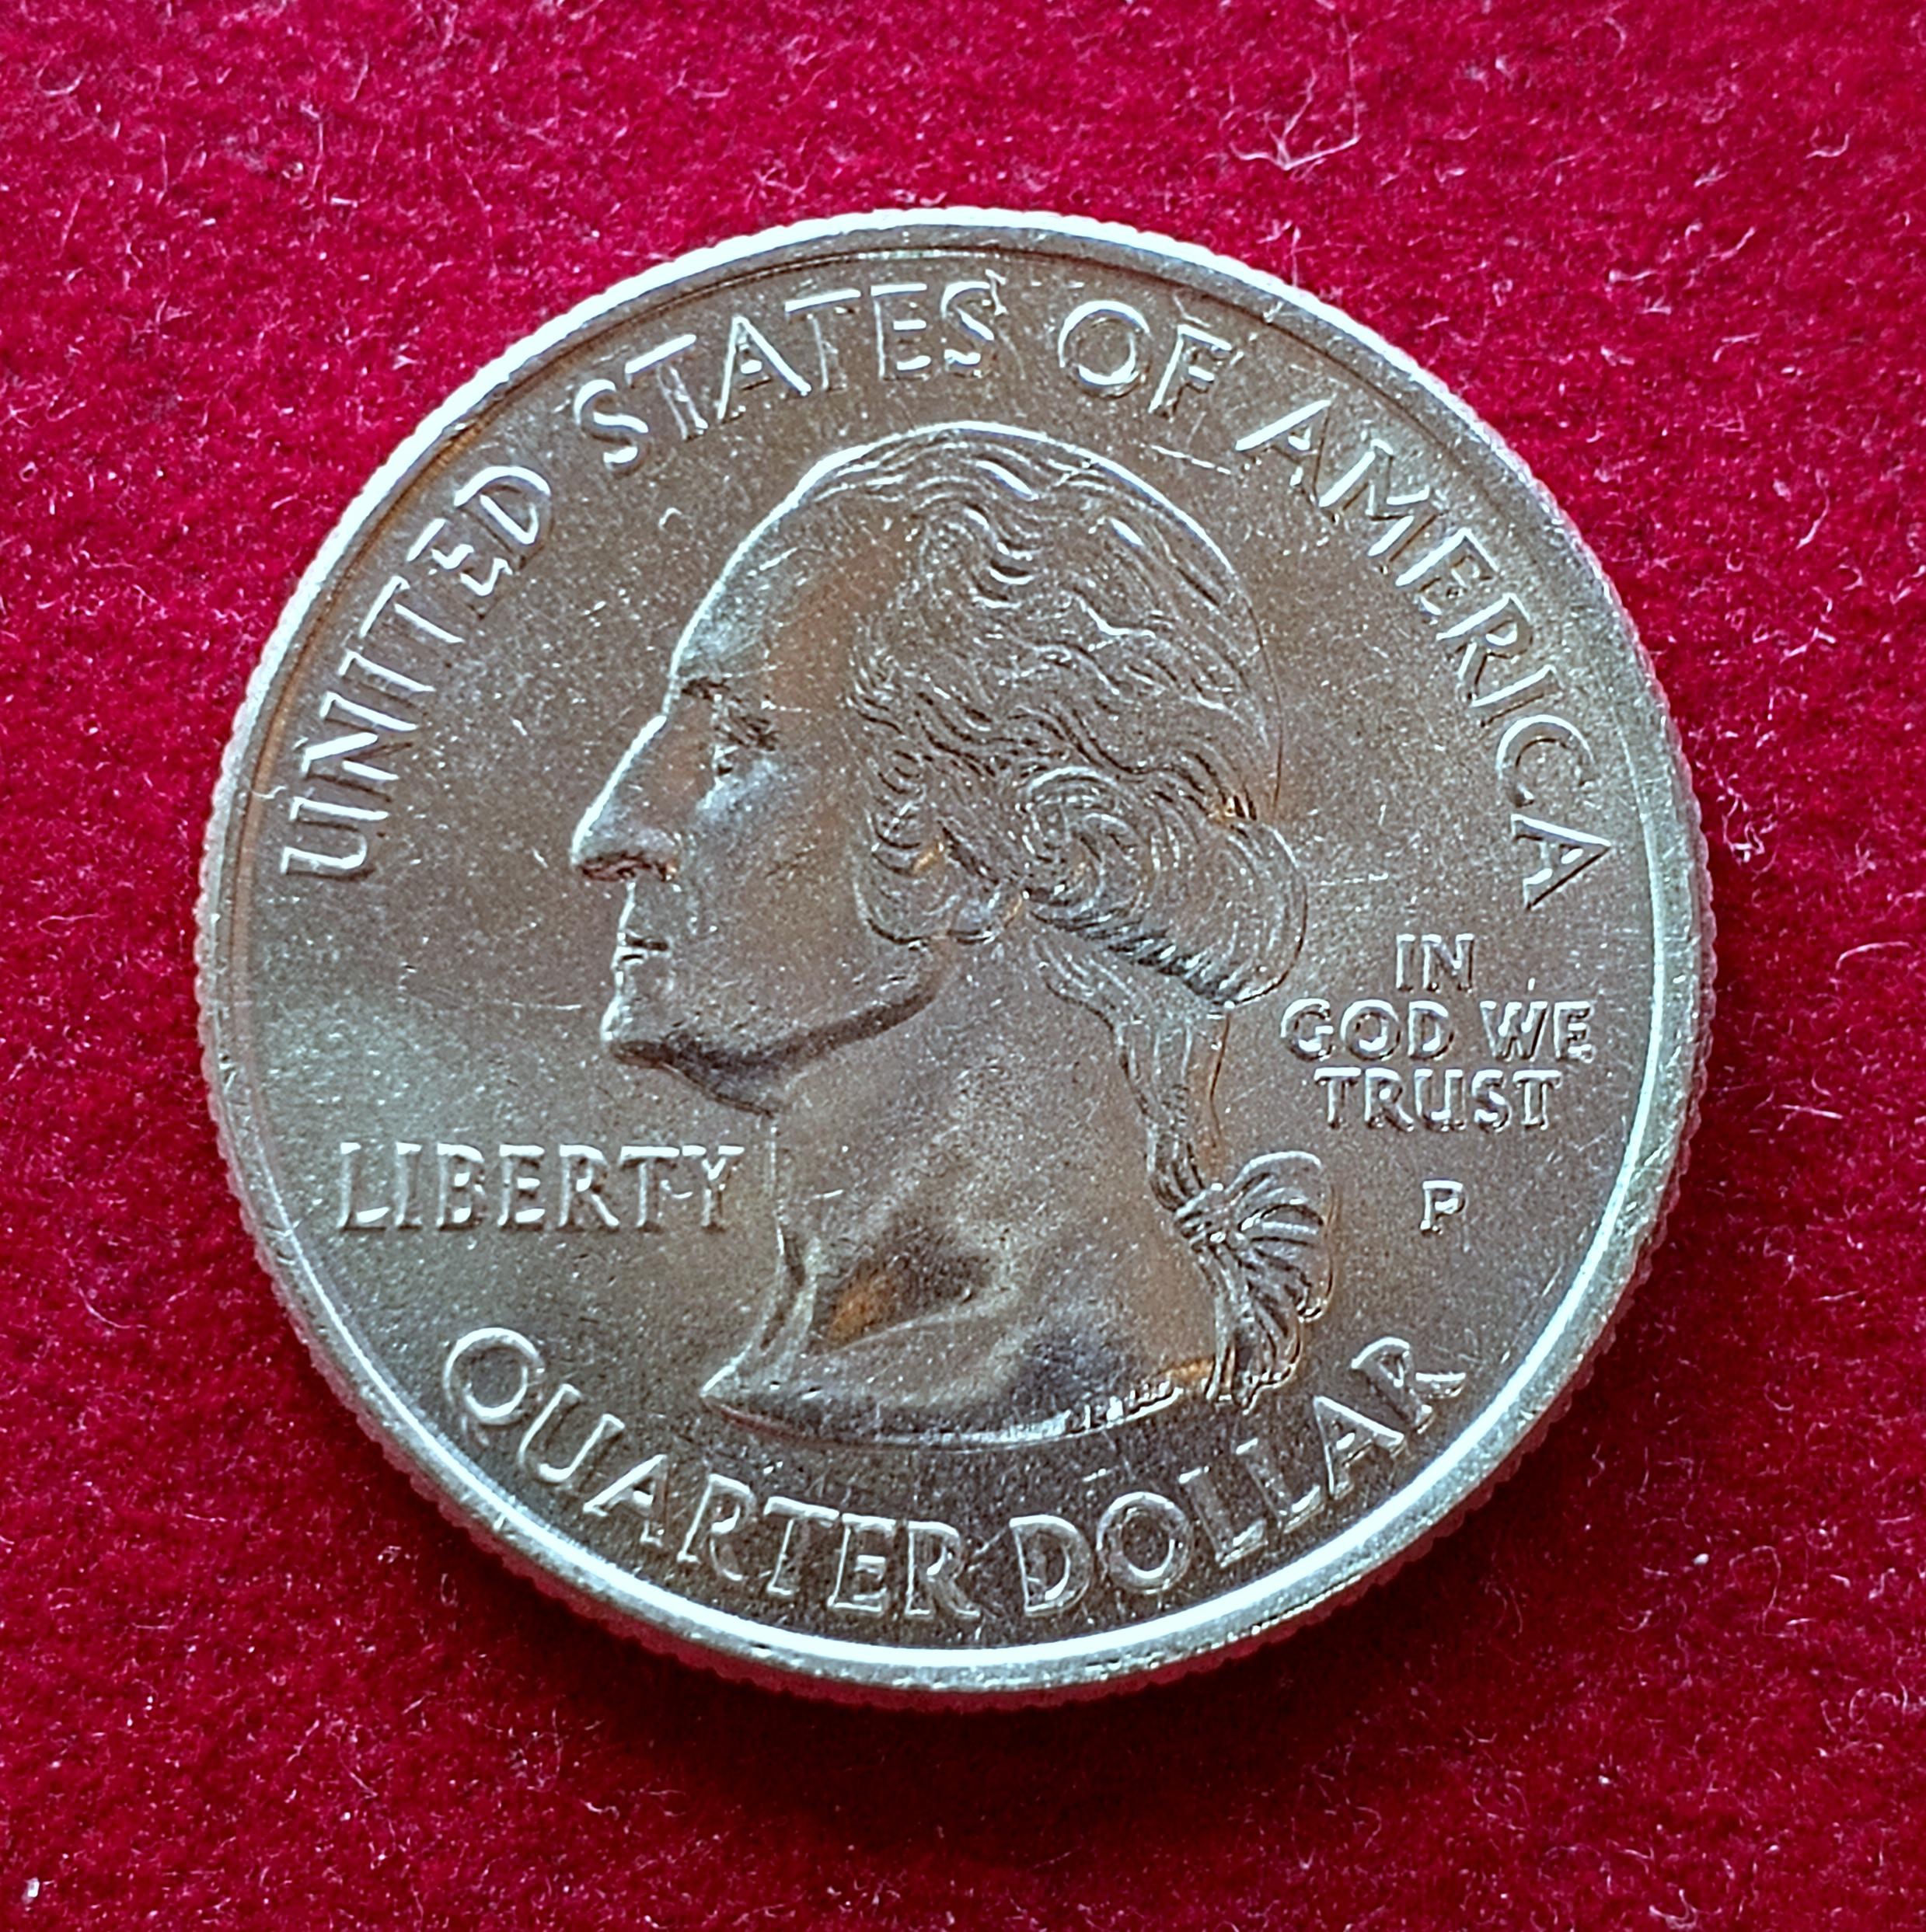 UNITED STATES OF AMERICA
LIBERTY
IN
GOD WE
TRUST
P
QUARTER DOLLAR